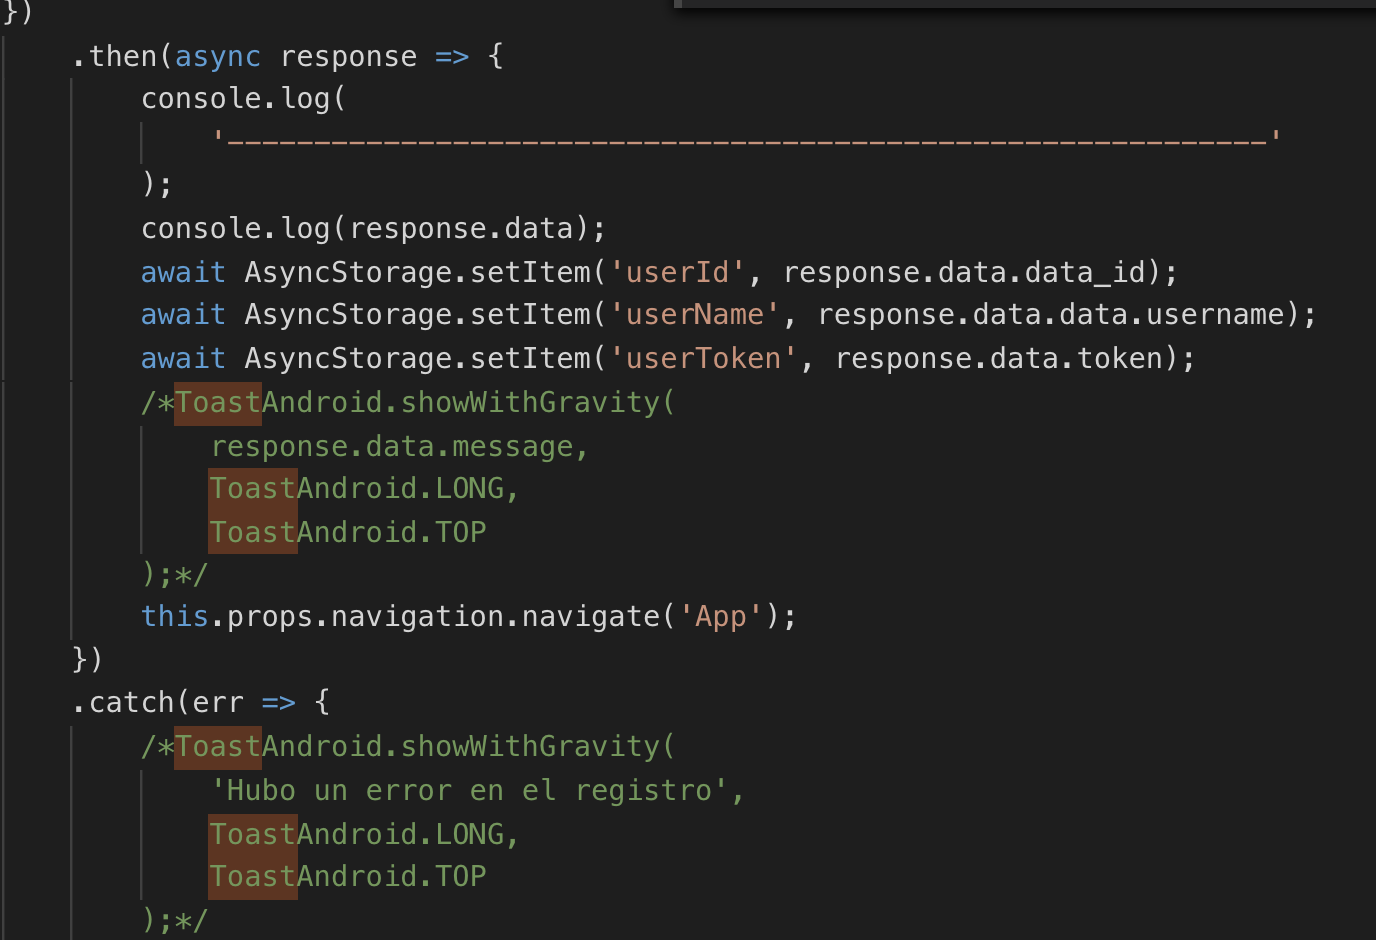 })
.then(async response => {
console.log(
'————————————————————————————————————————————————————————————'
);
console.log(response.data);
await AsyncStorage.setItem('userId', response.data.data_id);
await AsyncStorage.setItem('userName', response.data.data.username);
await AsyncStorage.setItem('userToken', response.data.token);
/*ToastAndroid.showWithGravity(
response.data.message,
ToastAndroid.LONG,
ToastAndroid.TOP
);*/
this.props.navigation.navigate('App');
})
.catch(err => {
/*ToastAndroid.showWithGravity(
'Hubo un error en el registro',
ToastAndroid.LONG,
ToastAndroid.TOP
);*/